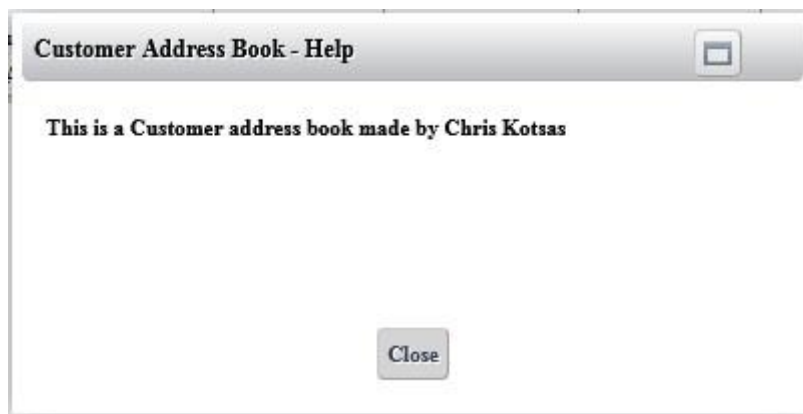 Customer Address Book - Help
This is a Customer address book made by Chris Kotsas
Close